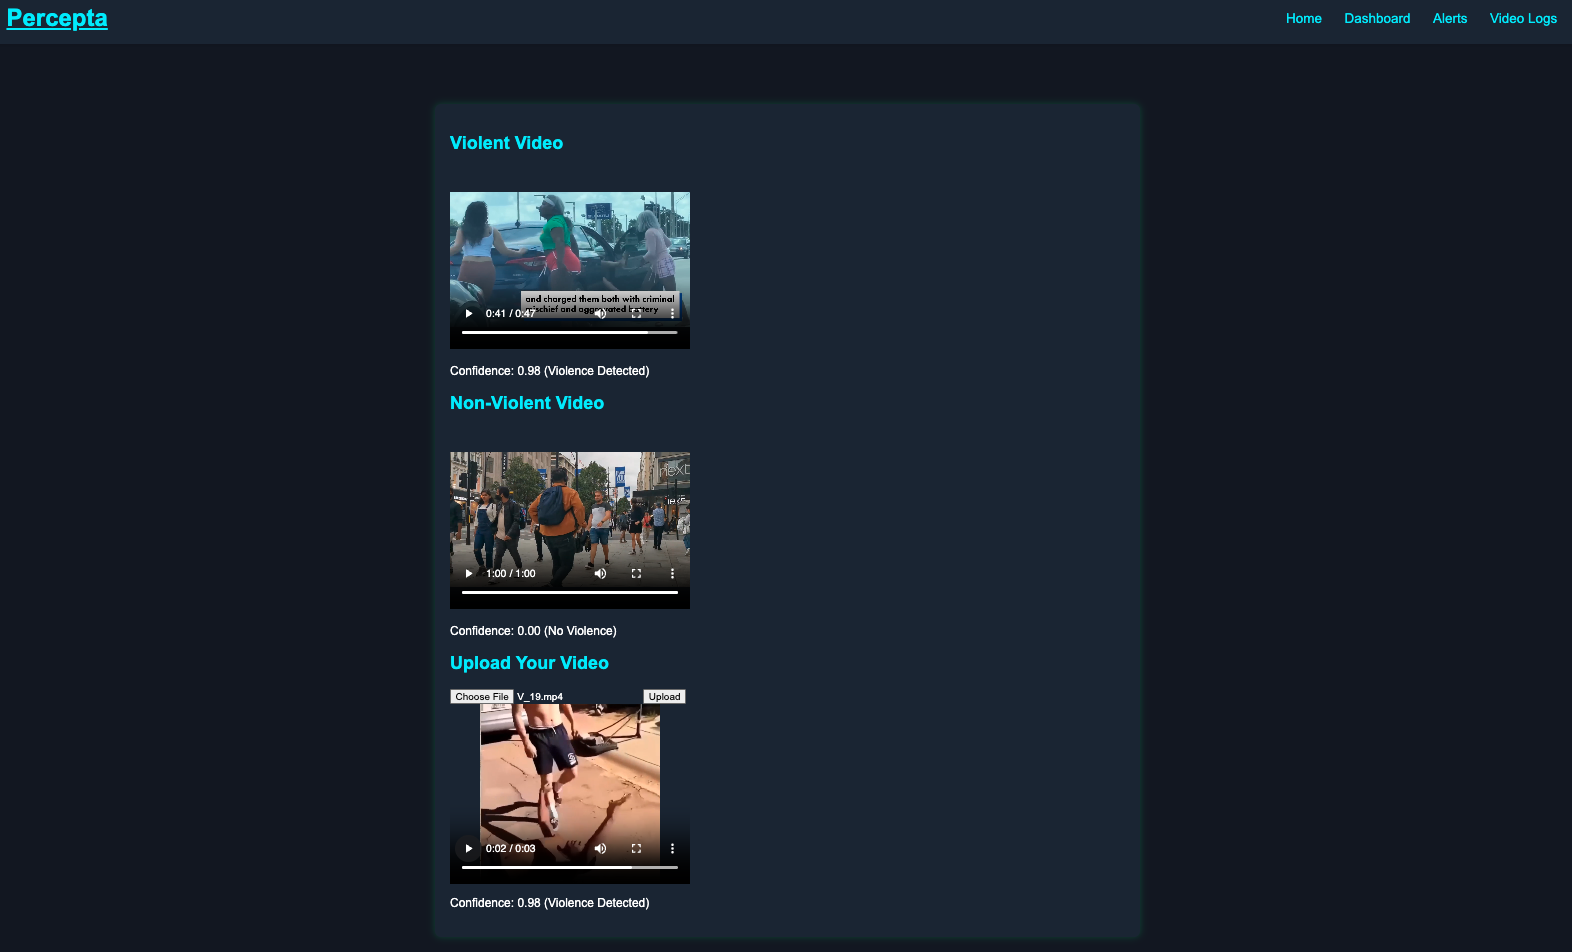 Percepta
Home Dashboard Alerts Video Logs
Violent Video
and charged them both with criminal
mischief and aggravated battery
0:41 / 0:47
Confidence: 0.98 (Violence Detected)
Non-Violent Video
neXt
1:00 / 1:00
Confidence: 0.00 (No Violence)
Upload Your Video
Choose File V_19.mp4 Upload
0:02 / 0:03
Confidence: 0.98 (Violence Detected)